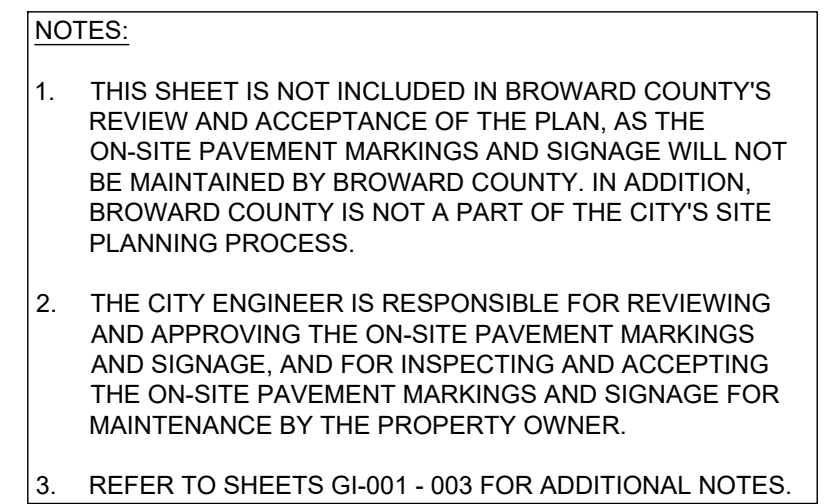 NOTES:
1. THIS SHEET IS NOT INCLUDED IN BROWARD COUNTY'S
REVIEW AND ACCEPTANCE OF THE PLAN, AS THE
ON-SITE PAVEMENT MARKINGS AND SIGNAGE WILL NOT
BE MAINTAINED BY BROWARD COUNTY. IN ADDITION,
BROWARD COUNTY IS NOT A PART OF THE CITY'S SITE
PLANNING PROCESS.
2. THE CITY ENGINEER IS RESPONSIBLE FOR REVIEWING
AND APPROVING THE ON-SITE PAVEMENT MARKINGS
AND SIGNAGE, AND FOR INSPECTING AND ACCEPTING
THE ON-SITE PAVEMENT MARKINGS AND SIGNAGE FOR
MAINTENANCE BY THE PROPERTY OWNER.
3. REFER TO SHEETS GI-001 - 003 FOR ADDITIONAL NOTES.